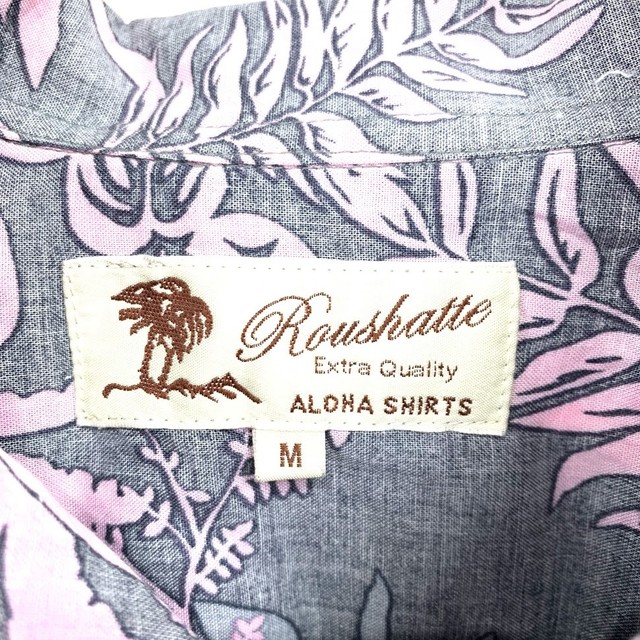 Roushatte
Extra Quality
ALOHA SHIRTS
M